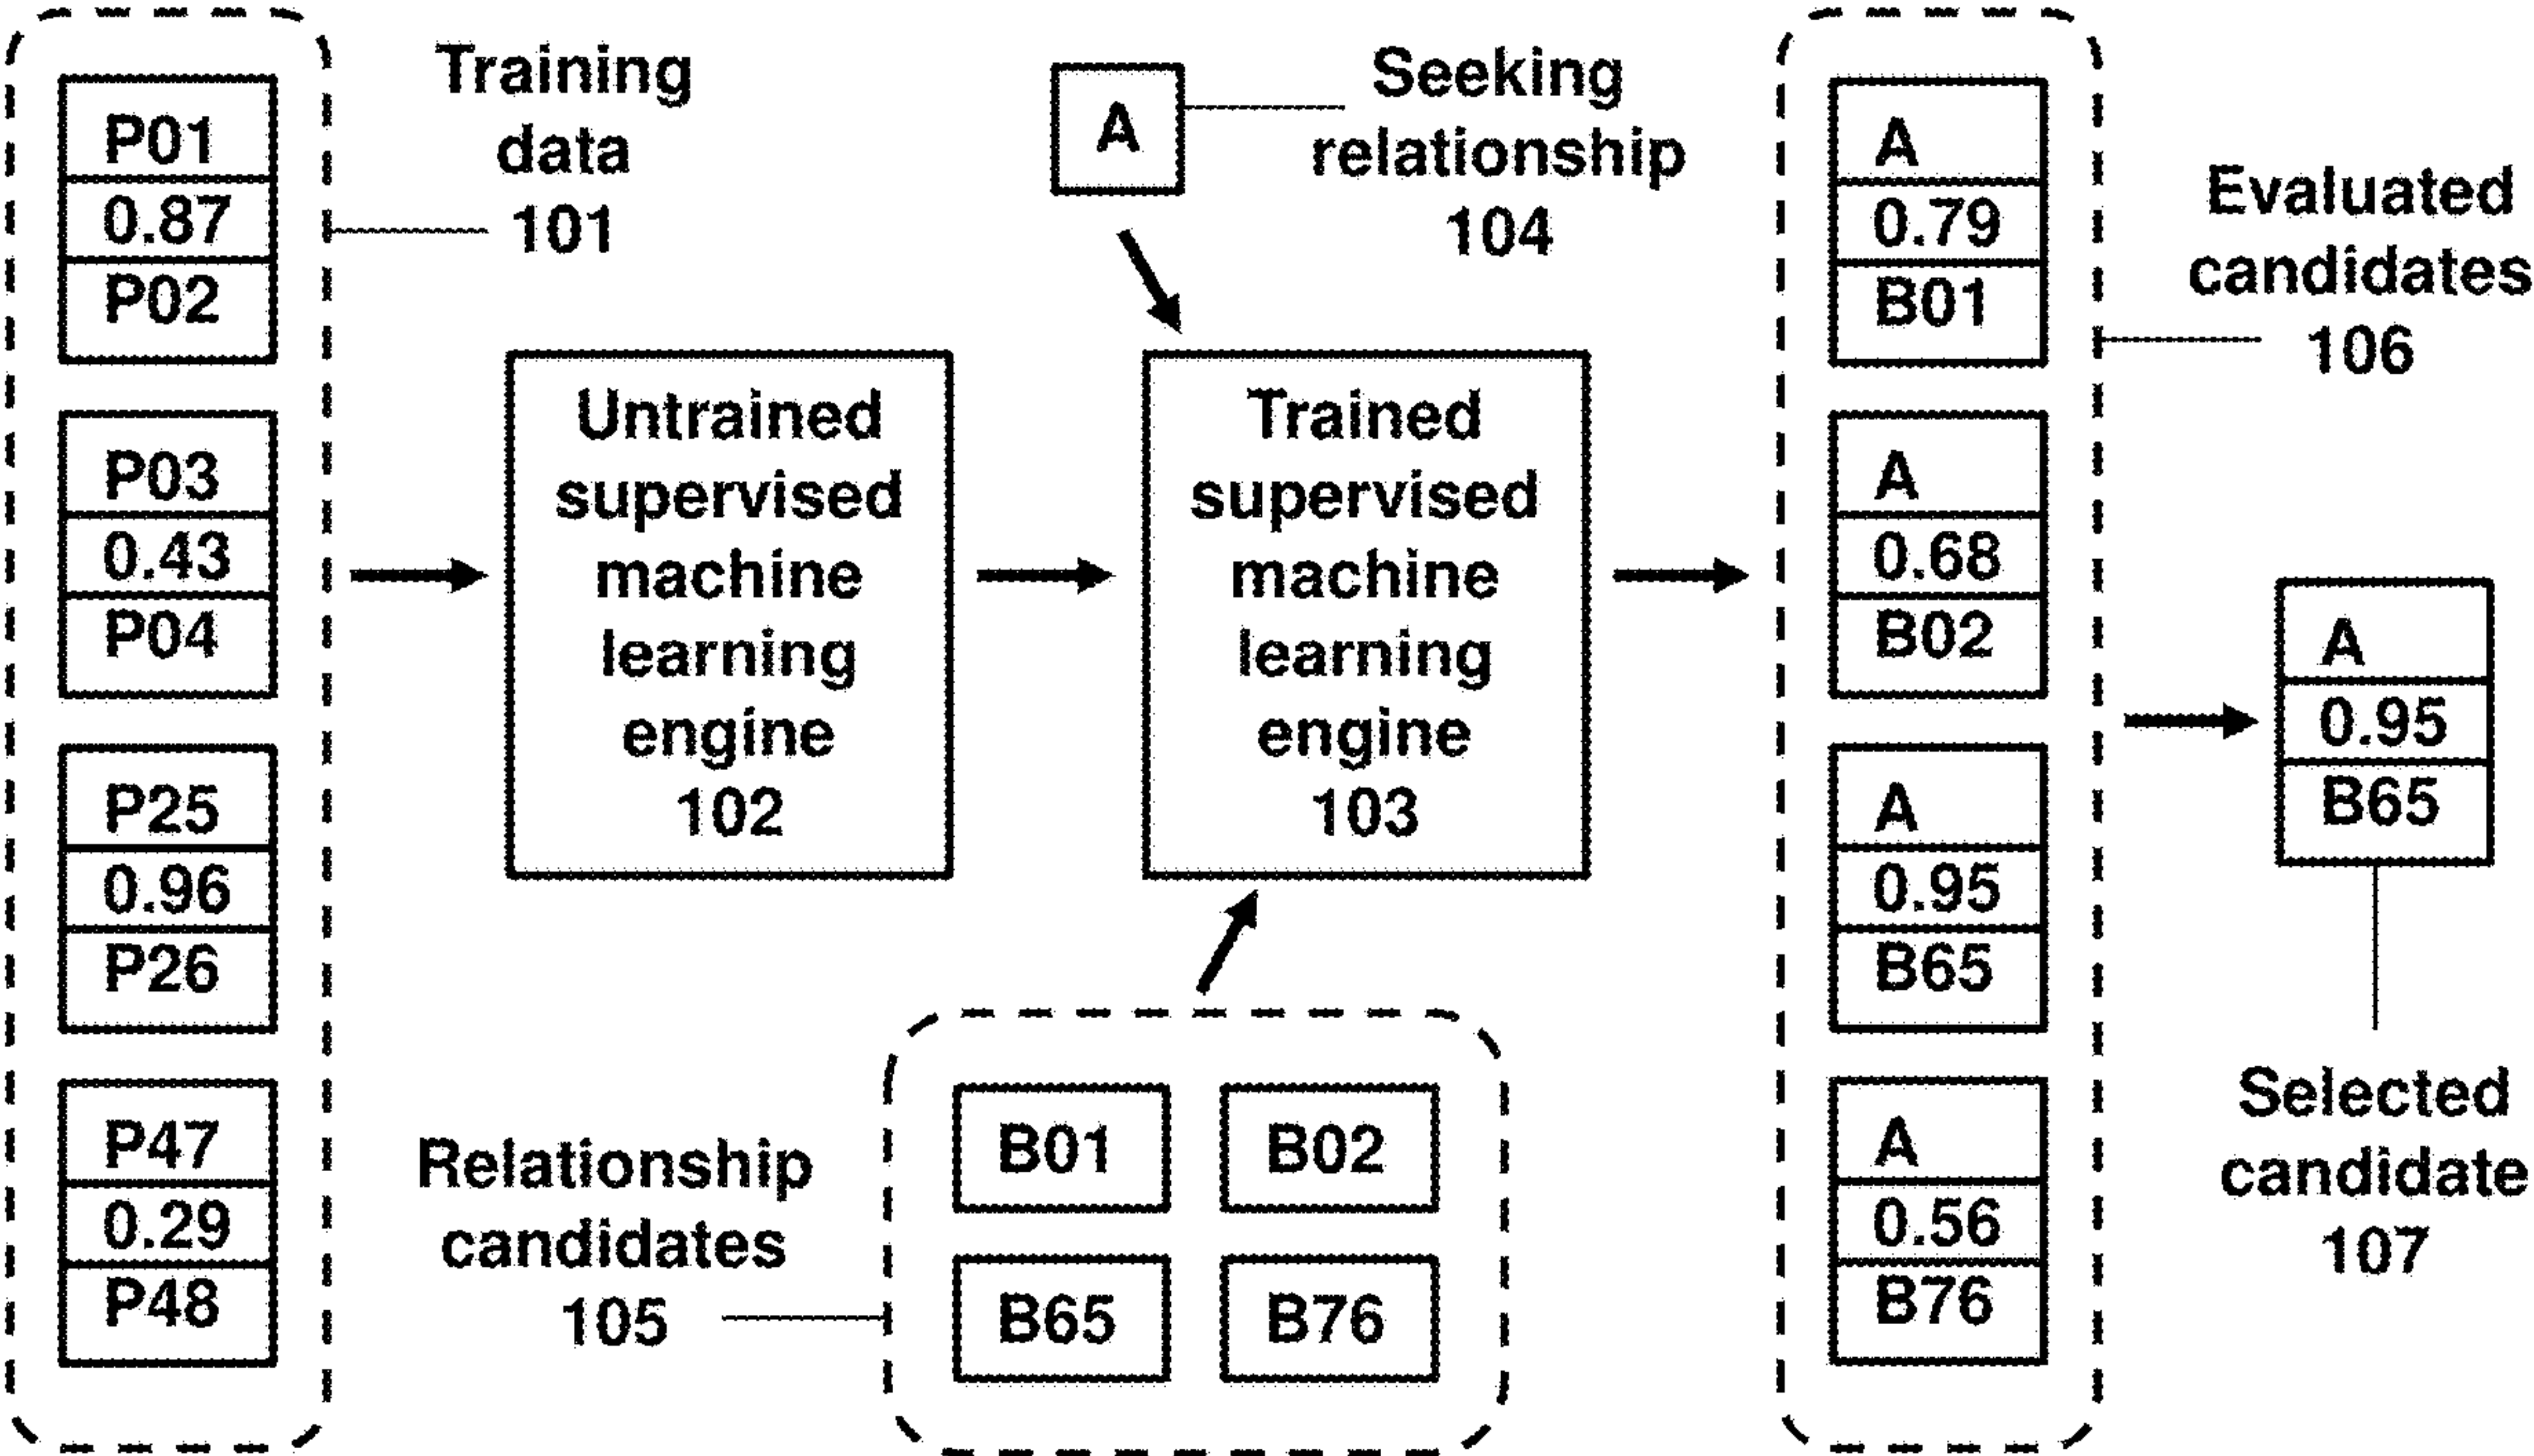 P01
0.87
P02
P03
0.43
P04
P25
0.96
P26
P47
0.29
P48
Training
data
101
Untrained
supervised
machine
learning
engine
102
A
Seeking
relationship
104
Trained
supervised
machine
learning
engine
103
Relationship
candidates
105
B01
B02
B65
B76
A
0.79
B01
A
0.68
B02
A
0.95
B65
A
0.56
B76
Evaluated
candidates
106
A
0.95
B65
Selected
candidate
107